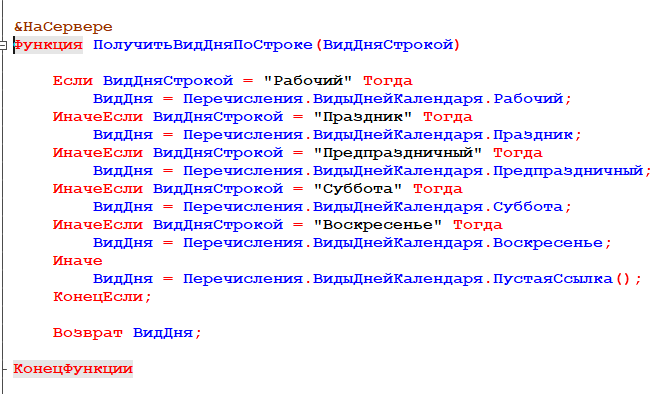 &НаСервере
Функция ПолучитьВидДняПоСтроке(ВидДняСтрокой)
Если ВидДняСтрокой = "Рабочий" Тогда
ВидДня = Перечисления.ВидыДнейКалендаря.Рабочий;
ИначеЕсли ВидДняСтрокой = "Праздник" Тогда
ВидДня = Перечисления.ВидыДнейКалендаря.Праздник;
ИначеЕсли ВидДняСтрокой = "Предпраздничный" Тогда
ВидДня = Перечисления.ВидыДнейКалендаря.Предпраздничный;
ИначеЕсли ВидДняСтрокой = "Суббота" Тогда
ВидДня = Перечисления.ВидыДнейКалендаря.Суббота;
ИначеЕсли ВидДняСтрокой = "Воскресенье" Тогда
ВидДня = Перечисления.ВидыДнейКалендаря.Воскресенье;
Иначе
ВидДня = Перечисления.ВидыДнейКалендаря.ПустаяСсылка();
КонецЕсли;
Возврат ВидДня;
КонецФункции